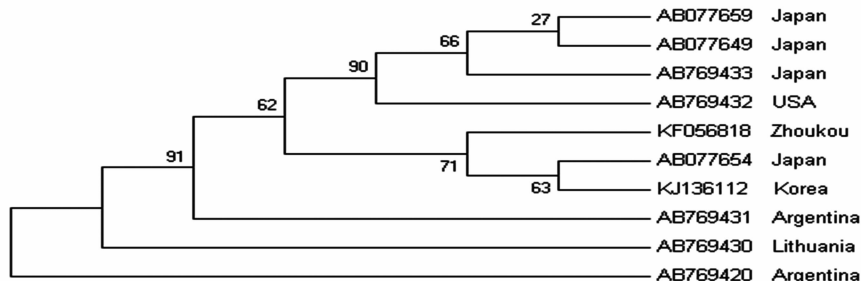 27 AB077659 Japan
AB077649 Japan
66
AB769433 Japan
90
AB769432 USA
62
KF056818 Zhoukou
91 AB077654 Japan
71
63 KJ136112 Korea
AB769431 Argentina
AB769430 Lithuania
AB769420 Argentina